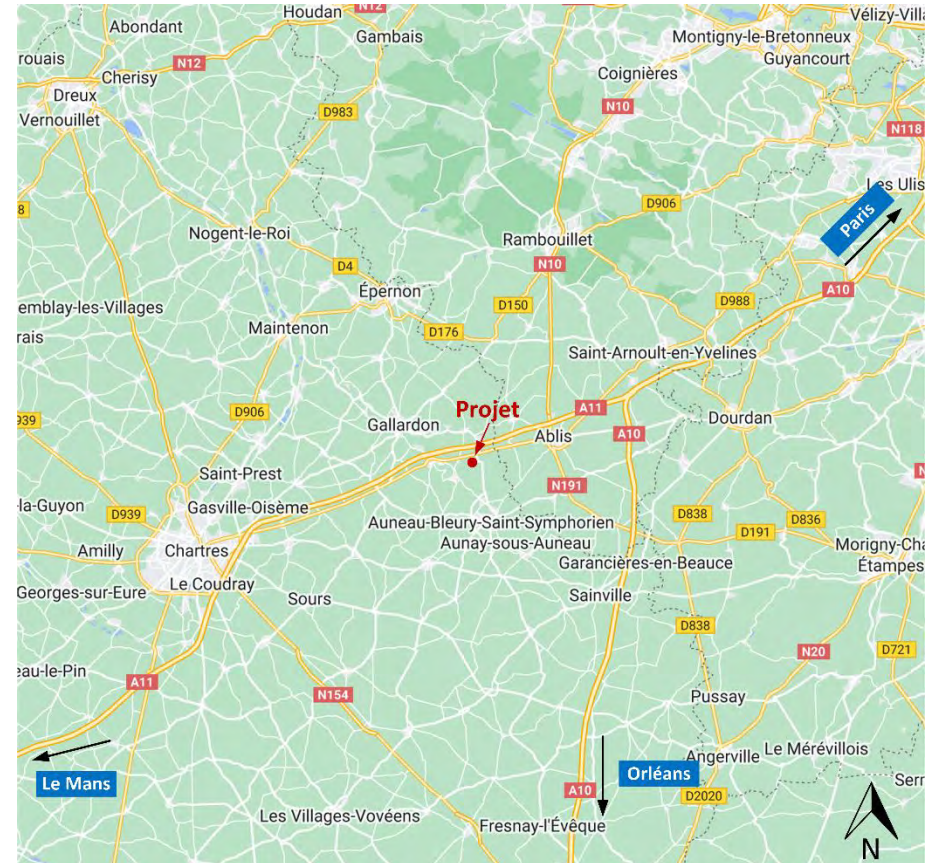 Houdan
N12
Abondant
Gambais
Vélizy-Villa
Montigny-le-Bretonneux
Guyancourt
rouais
Cherisy
N12
Coignières
Dreux
Vernouillet
D983
N10
N118
Les Ulis
8
D906
Paris
Nogent-le-Roi
Rambouillet
D4
N10
A10
Épernon
D988
emblay-les-Villages
D150
Maintenon
D176
rais
Saint-Arnoult-en-Yvelines
939
D906
Projet
A11
Gallardon
Ablis
A10
Dourdan
Saint-Prest
N191
N
-la-Guyon
D939
Gasville-Oisème
Auneau-Bleury-Saint-Symphorien
D838
D836
D191
Amilly
Chartres
Aunay-sous-Auneau
Morigny-Cha
Étampes
Le Coudray
Garancières-en-Beauce
Georges-sur-Eure
Sours
Sainville
D838
eau-le-Pin
N20
D721
A11
N154
Pussay
Angerville
Le Mérévillois
Le Mans
Orléans
Serr
A10
D2020
Les Villages-Vovéens
Fresnay-l'Évêque
N